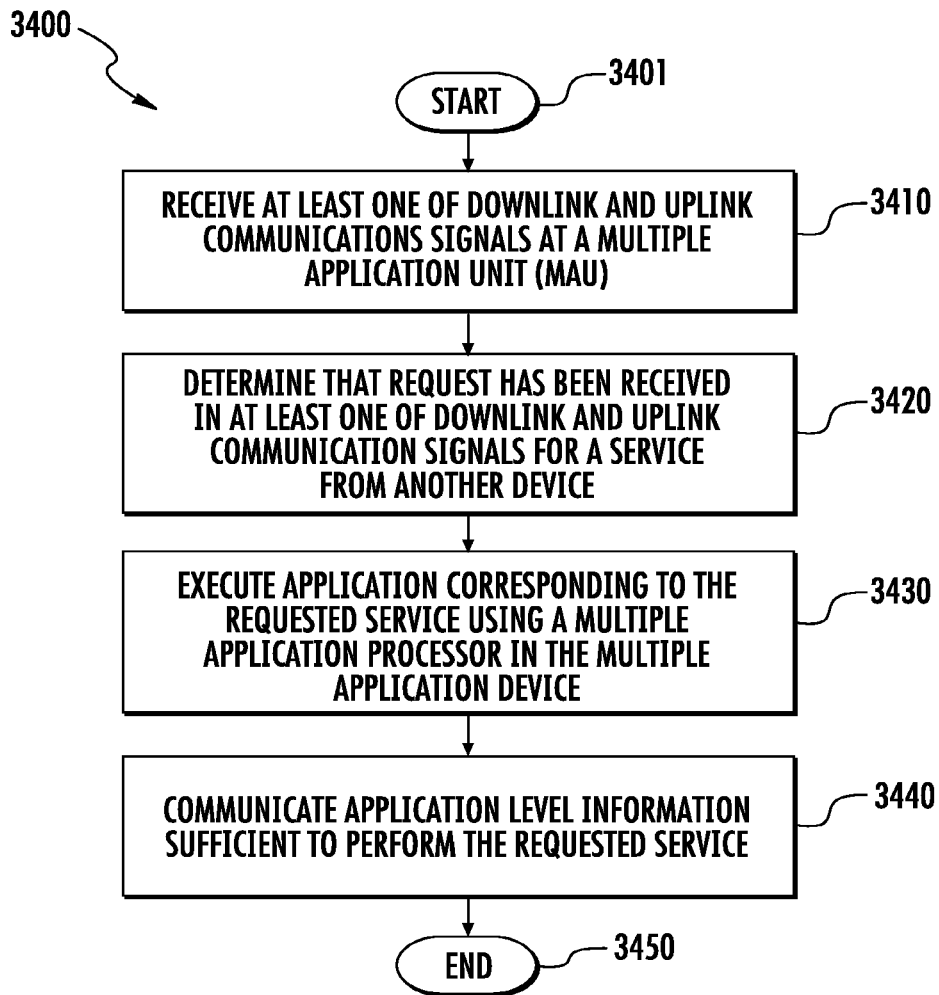 3400
START
3401
RECEIVE AT LEAST ONE OF DOWNLINK AND UPLINK
COMMUNICATIONS SIGNALS AT A MULTIPLE
APPLICATION UNIT (MAU)
3410
DETERMINE THAT REQUEST HAS BEEN RECEIVED
IN AT LEAST ONE OF DOWNLINK AND UPLINK
COMMUNICATION SIGNALS FOR A SERVICE
FROM ANOTHER DEVICE
3420
EXECUTE APPLICATION CORRESPONDING TO THE
REQUESTED SERVICE USING A MULTIPLE
APPLICATION PROCESSOR IN THE MULTIPLE
APPLICATION DEVICE
3430
COMMUNICATE APPLICATION LEVEL INFORMATION
SUFFICIENT TO PERFORM THE REQUESTED SERVICE
3440
END
3450